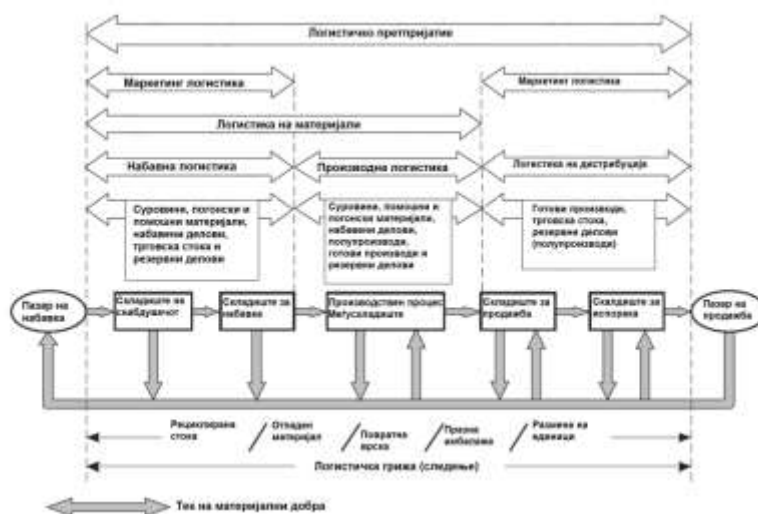 Логистичко претпријатие
Маркетинг логистика
Маркетинг логистика
Логистика на материјали
Набавна логистика
Производна логистика
Логистика на дистрибуција
Суровини, погонски и
помошни материјали,
набавени делови,
трговска стока и
резервни делови
Суровини, помошни и
погонски материјали,
набавени делови,
полупроизводи,
готови производи и
резервни делови
Готови производи,
трговска стока,
резервни делови
(полупроизводи)
Пазар на
набавка
Складиште на
снабдувачот
Складиште за
набавка
Производствен процес
Меѓускладиште
Складиште за
продажба
Скалдиште за
испорака
Пазар на
продажба
Рециклирана
стока
Отпаден
материјал
Повратна
врска
Празна
амбалажа
Размена на
единици
Логистичка грижа (следење)
Тек на материјални добра